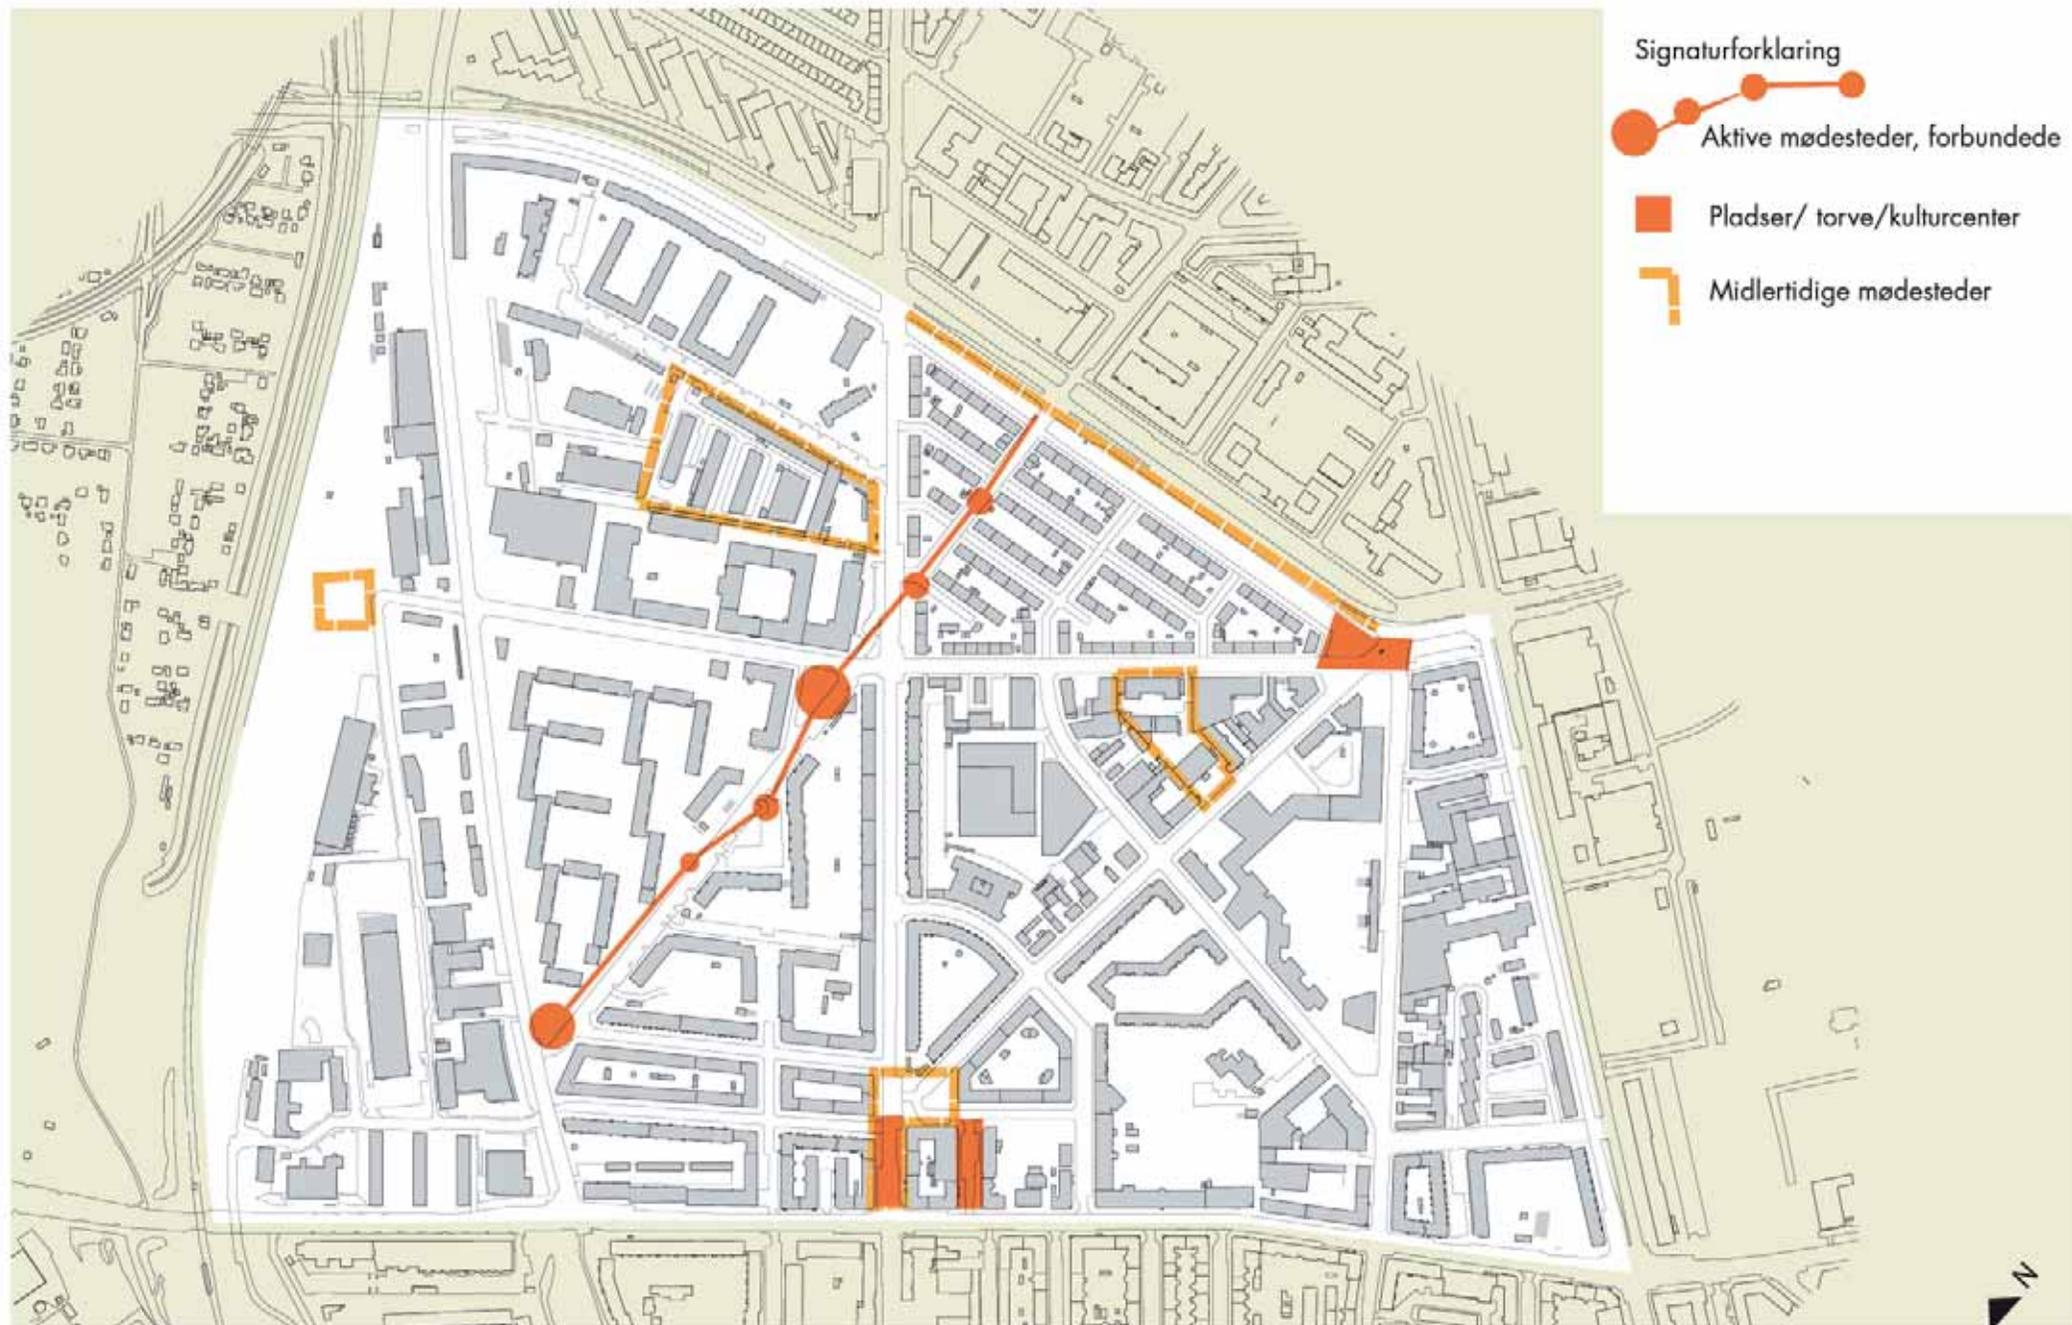 Signaturforklaring
Aktive mødesteder, forbundede
Pladser/ torve/kulturcenter
Midlertidige mødesteder
N